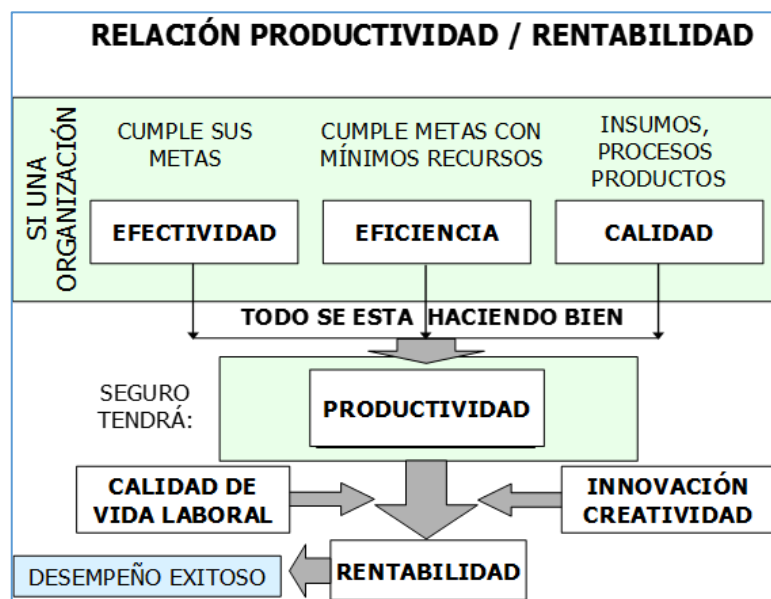 RELACIÓN PRODUCTIVIDAD / RENTABILIDAD
SI UNA
ORGANIZACIÓN
CUMPLE SUS
METAS
CUMPLE METAS CON
MÍNIMOS RECURSOS
INSUMOS,
PROCESOS
PRODUCTOS
EFECTIVIDAD
EFICIENCIA
CALIDAD
TODO SE ESTA HACIENDO BIEN
SEGURO
TENDRÁ:
PRODUCTIVIDAD
CALIDAD DE
VIDA LABORAL
INNOVACIÓN
CREATIVIDAD
DESEMPEÑO EXITOSO
RENTABILIDAD